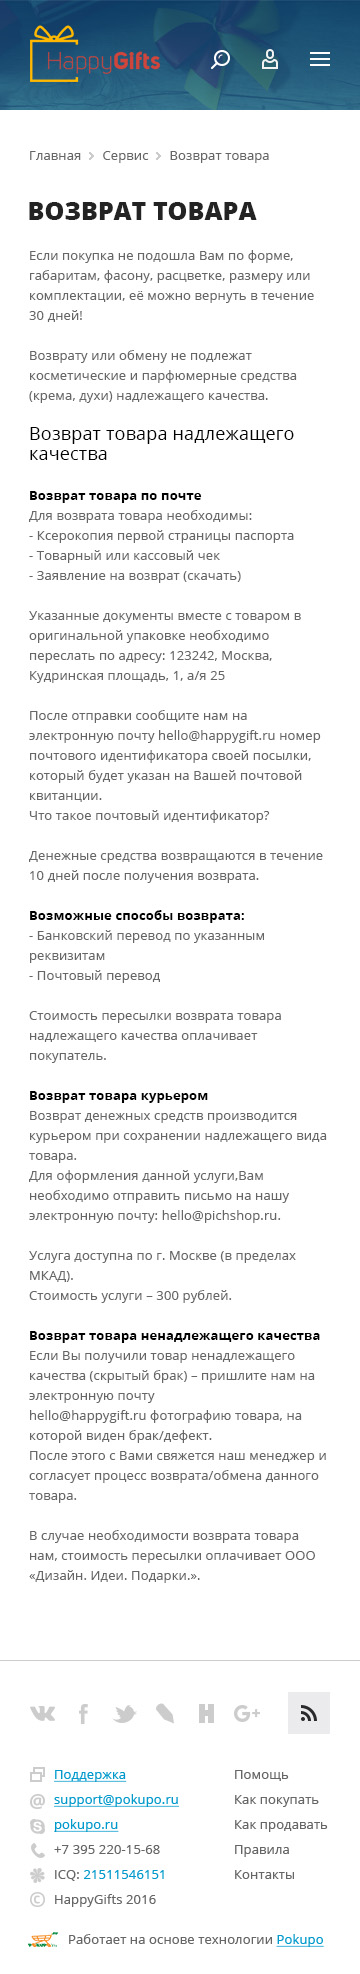 HappyGifts
Главная > Сервис > Возврат товара
ВОЗВРАТ ТОВАРА
Если покупка не подошла Вам по форме,
габаритам, фасону, расцветке, размеру или
комплектации, её можно вернуть в течение
30 дней!
Возврату или обмену не подлежат
косметические и парфюмерные средства
(крема, духи) надлежащего качества.
Возврат товара надлежащего
качества
Возврат товара по почте
Для возврата товара необходимы:
- Ксерокопия первой страницы паспорта
- Товарный или кассовый чек
- Заявление на возврат (скачать)
Указанные документы вместе с товаром в
оригинальной упаковке необходимо
переслать по адресу: 123242, Москва,
Кудринская площадь, 1, а/я 25
После отправки сообщите нам на
электронную почту hello@happygift.ru номер
почтового идентификатора своей посылки,
который будет указан на Вашей почтовой
квитанции.
Что такое почтовый идентификатор?
Денежные средства возвращаются в течение
10 дней после получения возврата.
Возможные способы возврата:
- Банковский перевод по указанным
реквизитам
- Почтовый перевод
Стоимость пересылки возврата товара
надлежащего качества оплачивает
покупатель.
Возврат товара курьером
Возврат денежных средств производится
курьером при сохранении надлежащего вида
товара.
Для оформления данной услуги,Вам
необходимо отправить письмо на нашу
электронную почту: hello@pichshop.ru.
Услуга доступна по г. Москве (в пределах
МКАД).
Стоимость услуги – 300 рублей.
Возврат товара ненадлежащего качества
Если Вы получили товар ненадлежащего
качества (скрытый брак) – пришлите нам на
электронную почту
hello@happygift.ru фотографию товара, на
которой виден брак/дефект.
После этого с Вами свяжется наш менеджер и
согласует процесс возврата/обмена данного
товара.
В случае необходимости возврата товара
нам, стоимость пересылки оплачивает ООО
«Дизайн. Идеи. Подарки.».
Поддержка
support@pokupo.ru
pokupo.ru
+7 395 220-15-68
ICQ: 21511546151
© HappyGifts 2016
Помощь
Как покупать
Как продавать
Правила
Контакты
Работает на основе технологии Pokupo